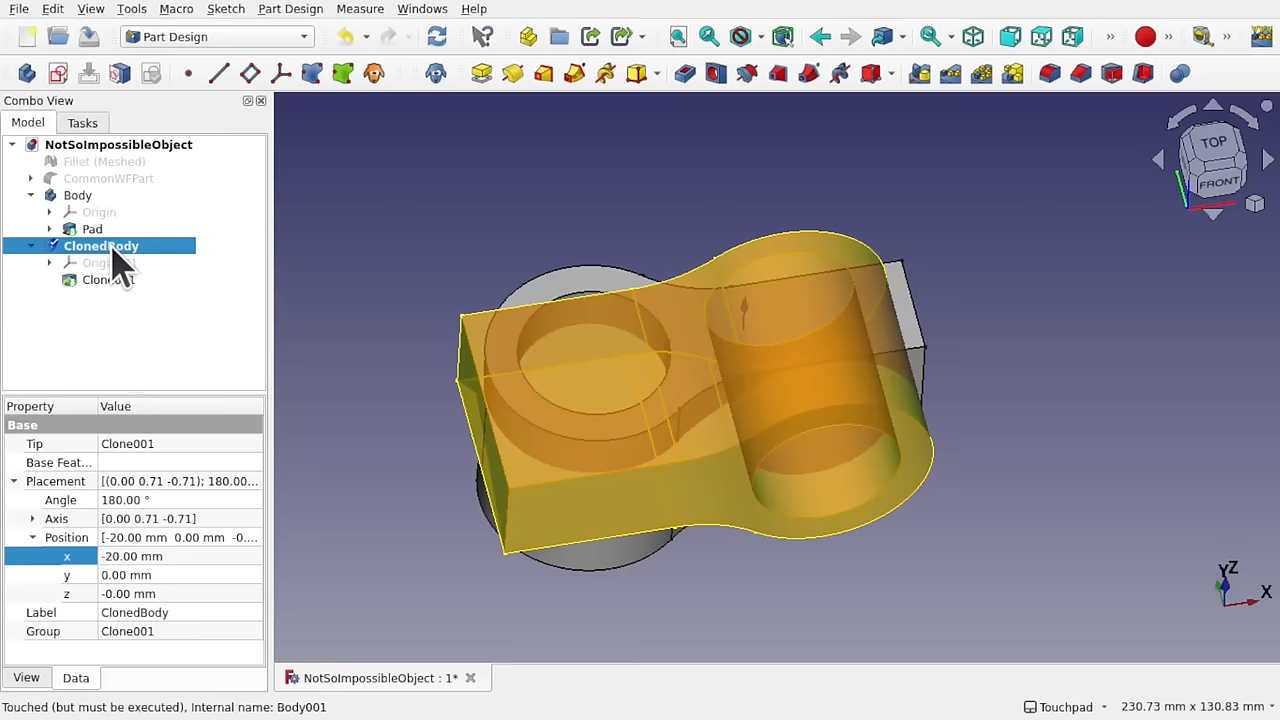 File Edit View Tools Macro Sketch Part Design Measure Windows Help
Part Design
Combo View
Model Tasks
NotSoImpossibleObject
Fillet (Meshed)
CommonWFPart
Body
Origin
Pad
ClonedBody
Clone
Property Value
Base
Tip Clone001
Base Feat...
Placement [(0.00 0.71 -0.71); 180.00...
Angle 180.00 °
Axis [0.00 0.71 -0.71]
Position [-20.00 mm 0.00 mm -0....
x -20.00 mm
y 0.00 mm
z -0.00 mm
Label ClonedBody
Group Clone001
View Data
TOP
FRONT
Y Z
X
NotSoImpossibleObject : 1*
Touched (but must be executed), Internal name: Body001
Touchpad 230.73 mm x 130.83 mm